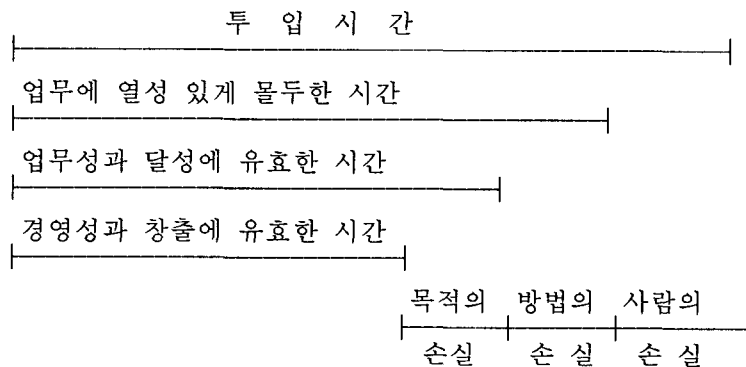 투 입 시 간
업무에 열성 있게 몰두한 시간
업무성과 달성에 유효한 시간
경영성과 창출에 유효한 시간
목적의 방법의 사람의
손실 손 실 손 실